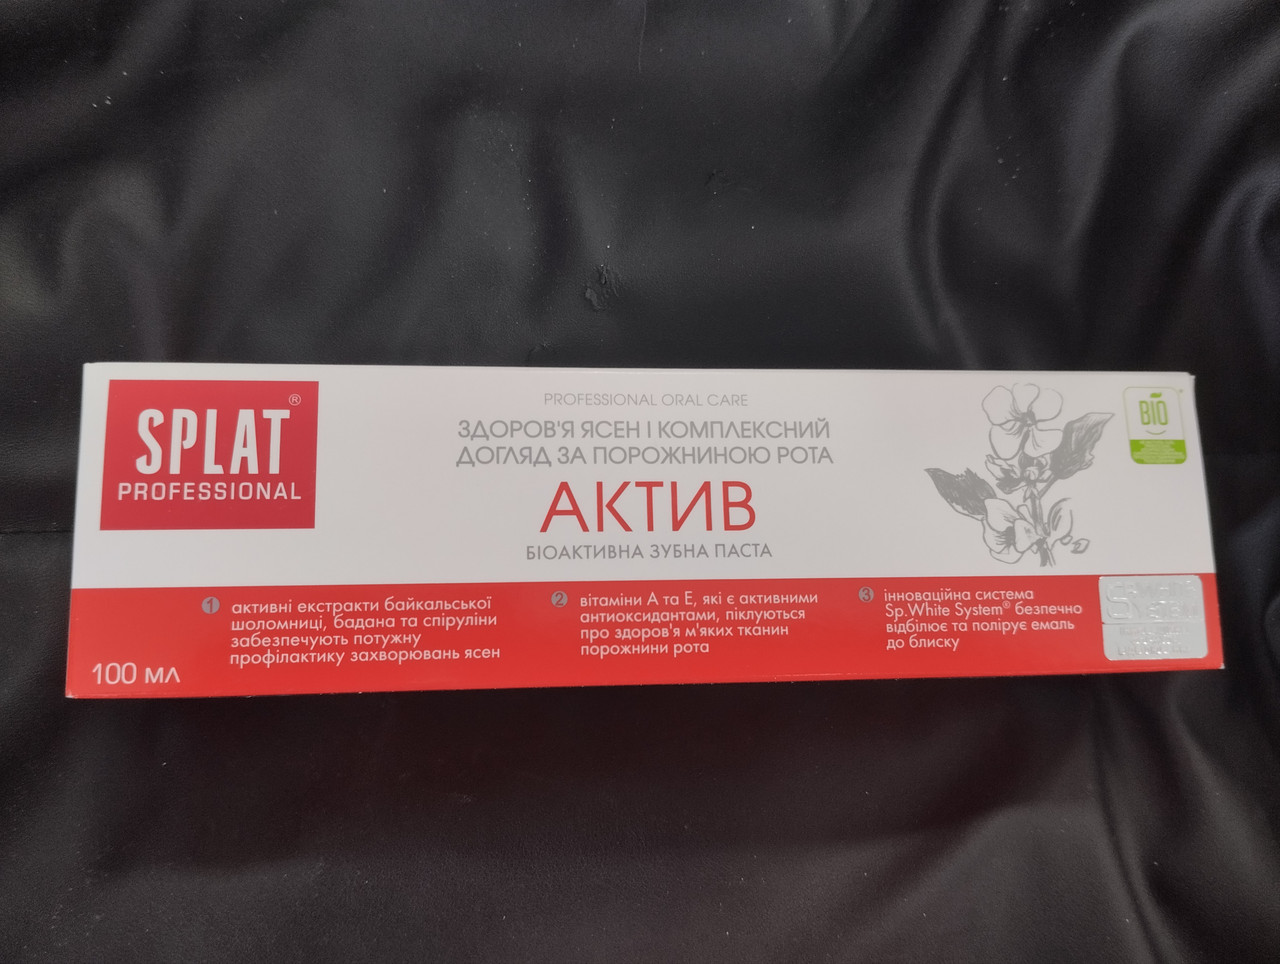 SPLAT®
PROFESSIONAL
PROFESSIONAL ORAL CARE
ЗДОРОВ'Я ЯСЕН І КОМПЛЕКСНИЙ
ДОГЛЯД ЗА ПОРОЖНИНОЮ РОТА
АКТИВ
БІОАКТИВНА ЗУБНА ПАСТА
BIO
1 активні екстракти байкальської
шоломниці, бадана та спіруліни
забезпечують потужну
профілактику захворювань ясен
2 вітаміни А та Е, які є активними
антиоксидантами, піклуються
про здоров'я м'яких тканин
порожнини рота
3 інноваційна система
Sp.White System® безпечно
відбілює та полірує емаль
до блиску
100 мл